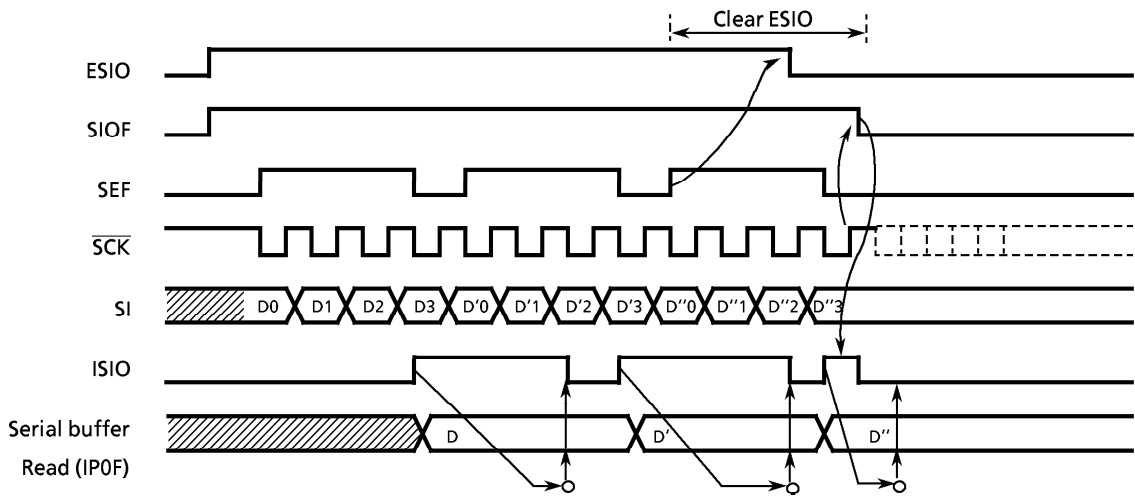 Clear ESIO
ESIO
SIOF
SEF
SCK
SI D0 D1 D2 D3 D'0 D'1 D'2 D'3 D''0 D''1 D''2 D''3
ISIO
Serial buffer D D' D''
Read (IP0F)